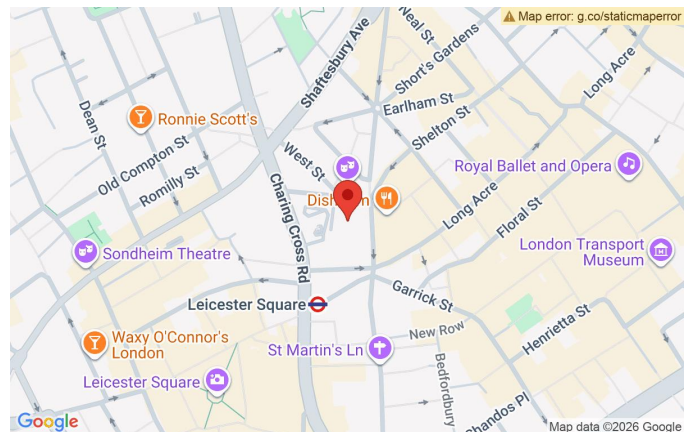 Map error: g.co/staticmaperror
Neal St
Short's Gardens
Shaftesbury Ave
Long Acre
Dean St
Ronnie Scott's
Earlham St
Shelton St
Old Compton St
West St
Royal Ballet and Opera
Romilly St
Charing Cross Rd
Long Acre
Floral St
Sondheim Theatre
London Transport
Museum
Leicester Square
Garrick St
Waxy O'Connor's
London
New Row
Henrietta St
St Martin's Ln
Bedfordbury
Leicester Square
Chandos Pl
Google
Map data ©2026 Google